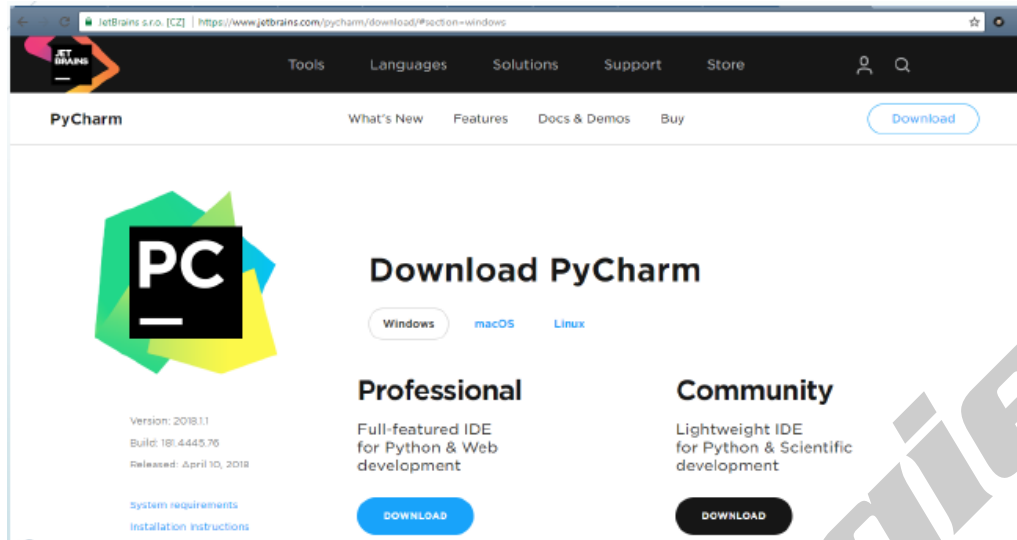 JetBrains s.r.o. [CZ] | https://www.jetbrains.com/pycharm/download/#section=windows
JET
BRAINS
Tools Languages Solutions Support Store
PyCharm What's New Features Docs & Demos Buy Download
PC
Download PyCharm
Windows macOS Linux
Professional
Full-featured IDE
for Python & Web
development
DOWNLOAD
Community
Lightweight IDE
for Python & Scientific
development
DOWNLOAD
Version: 2018.1.1
Build: 181.4445.76
Released: April 10, 2018
System requirements
Installation Instructions